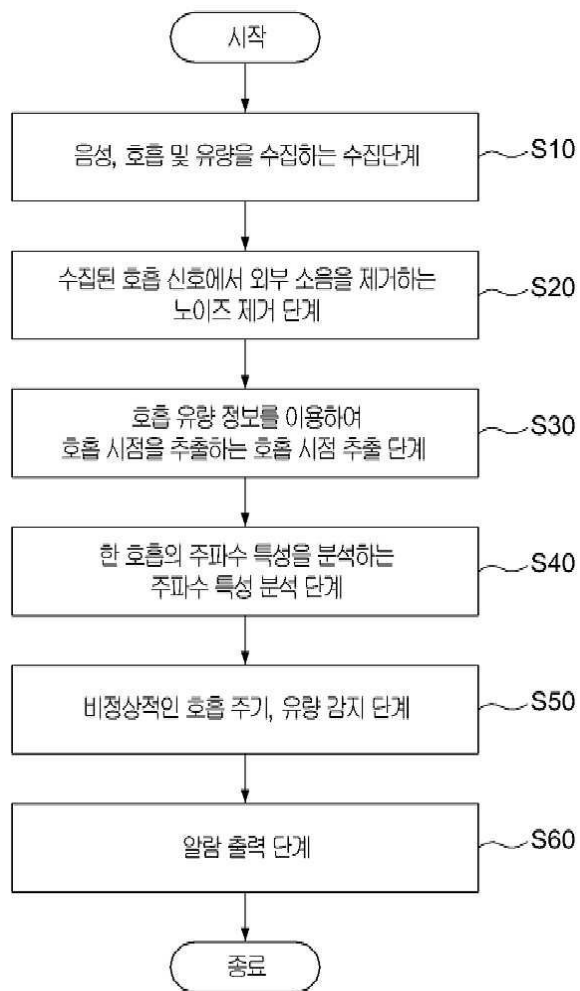 시작
음성, 호흡 및 유량을 수집하는 수집단계
S10
수집된 호흡 신호에서 외부 소음을 제거하는
노이즈 제거 단계
S20
호흡 유량 정보를 이용하여
호흡 시점을 추출하는 호흡 시점 추출 단계
S30
한 호흡의 주파수 특성을 분석하는
주파수 특성 분석 단계
S40
비정상적인 호흡 주기, 유량 감지 단계
S50
알람 출력 단계
S60
종료